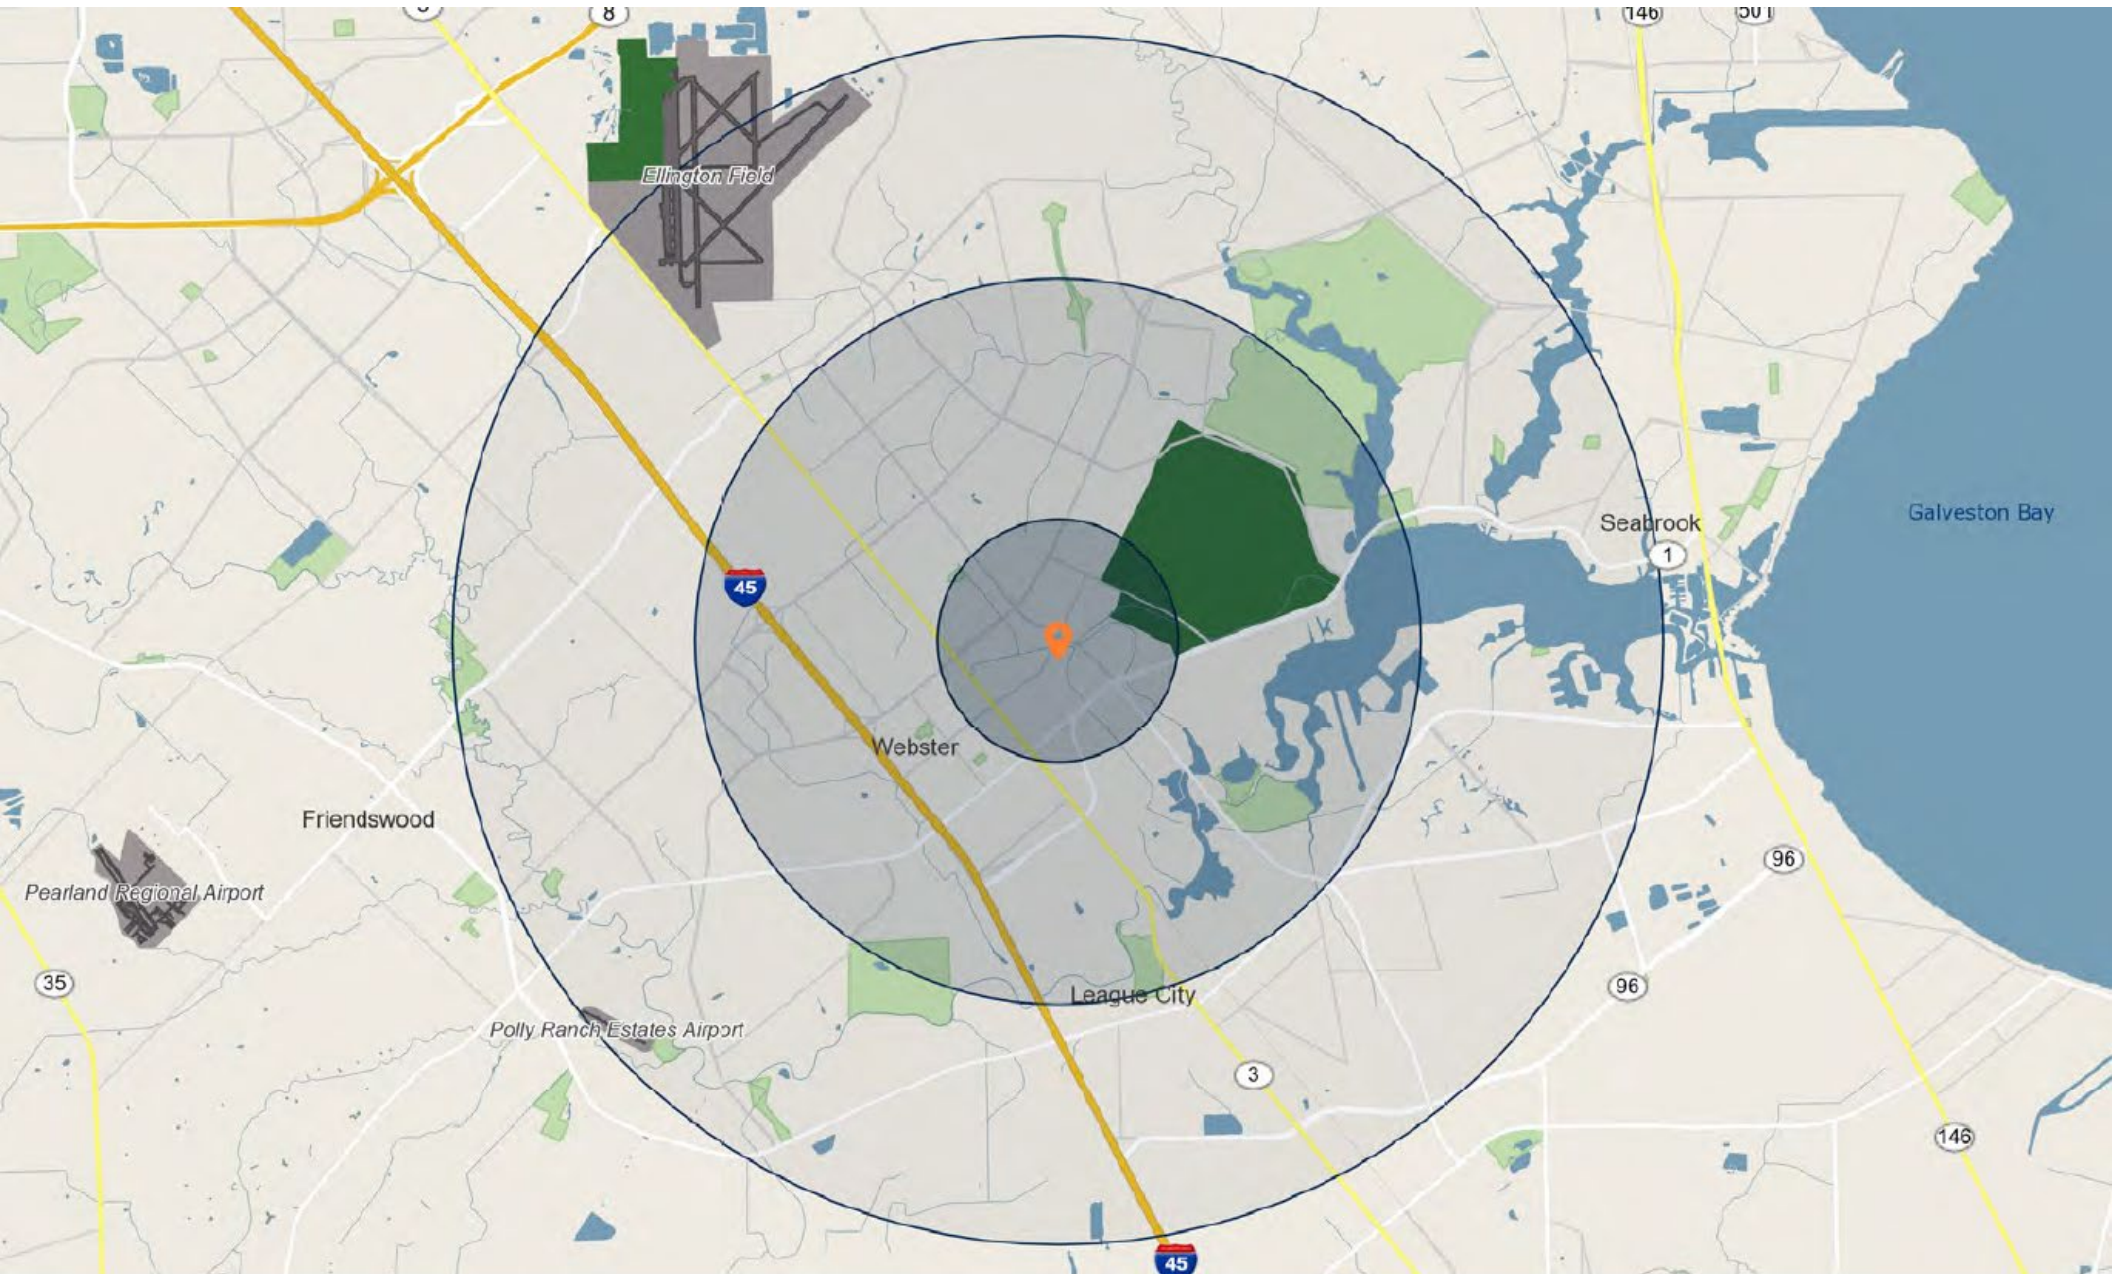 8
146
501
Ellington Field
Galveston Bay
Seabrook
1
45
Webster
Friendswood
96
Pearland Regional Airport
35
96
League City
Polly Ranch Estates Airport
3
146
45